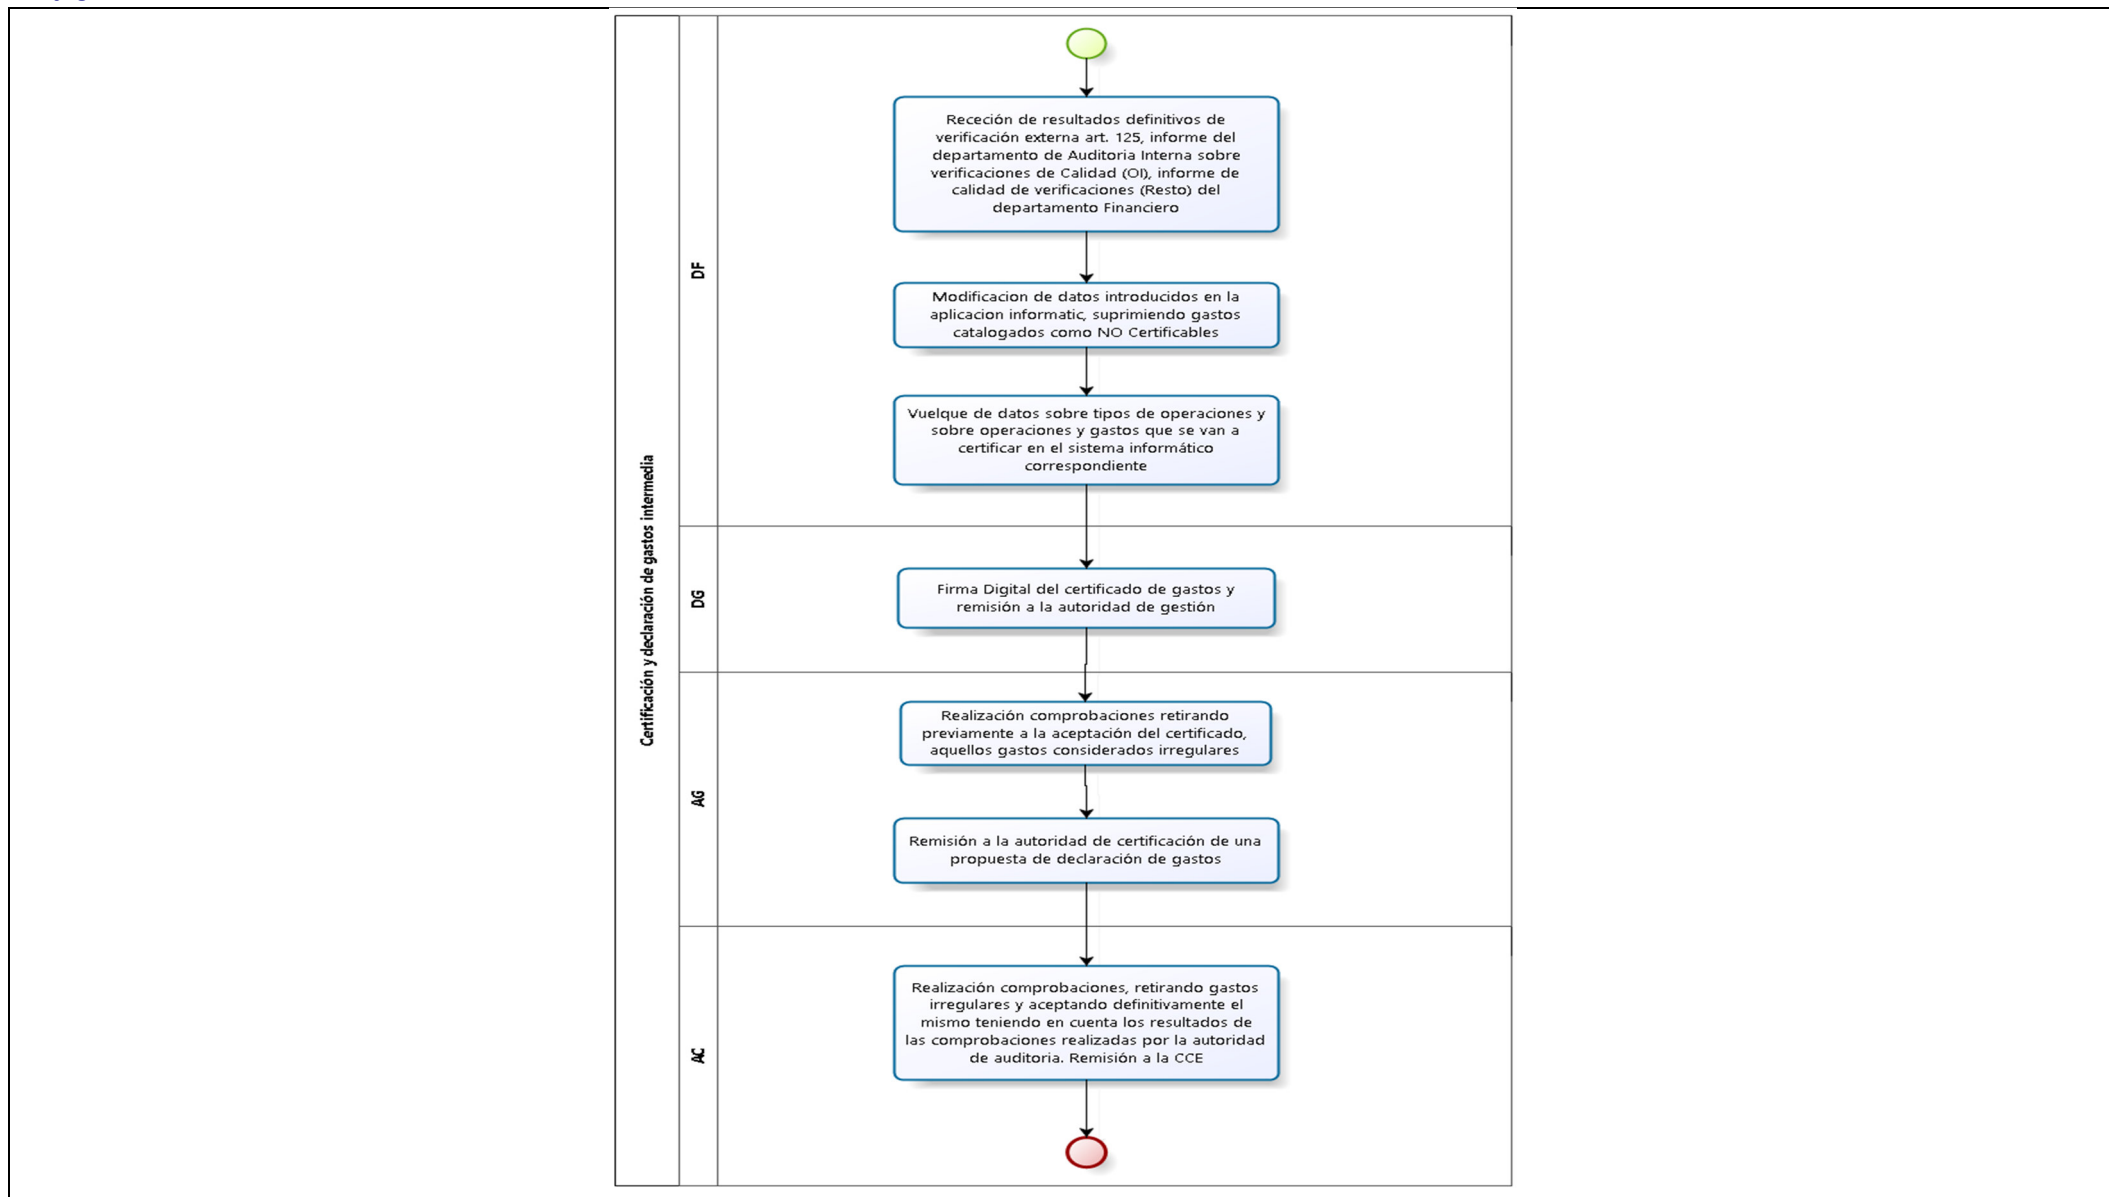 Certificación y declaración de gastos intermedia
DF
Receción de resultados definitivos de
verificación externa art. 125, informe del
departamento de Auditoria Interna sobre
verificaciones de Calidad (OI), informe de
calidad de verificaciones (Resto) del
departamento Financiero
Modificacion de datos introducidos en la
aplicacion informatic, suprimiendo gastos
catalogados como NO Certificables
Vuelque de datos sobre tipos de operaciones y
sobre operaciones y gastos que se van a
certificar en el sistema informático
correspondiente
DG
Firma Digital del certificado de gastos y
remisión a la autoridad de gestión
AG
Realización comprobaciones retirando
previamente a la aceptación del certificado,
aquellos gastos considerados irregulares
Remisión a la autoridad de certificación de una
propuesta de declaración de gastos
AC
Realización comprobaciones, retirando gastos
irregulares y aceptando definitivamente el
mismo teniendo en cuenta los resultados de
las comprobaciones realizadas por la autoridad
de auditoria. Remisión a la CCE